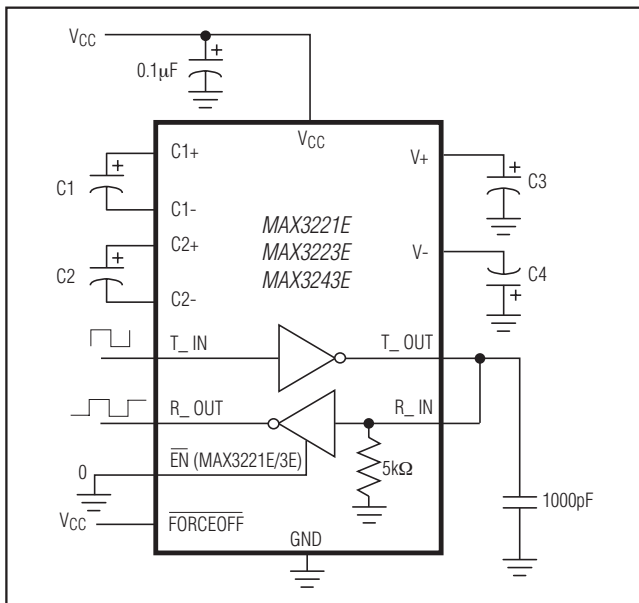 VCC
0.1μF
VCC
C1+
V+
C1
C3
C1-
C2+
MAX3221E
MAX3223E
MAX3243E
V-
C2
C4
C2-
T_ IN
T_ OUT
R_ OUT
R_ IN
EN (MAX3221E/3E)
0
5kΩ
1000pF
VCC
FORCEOFF
GND